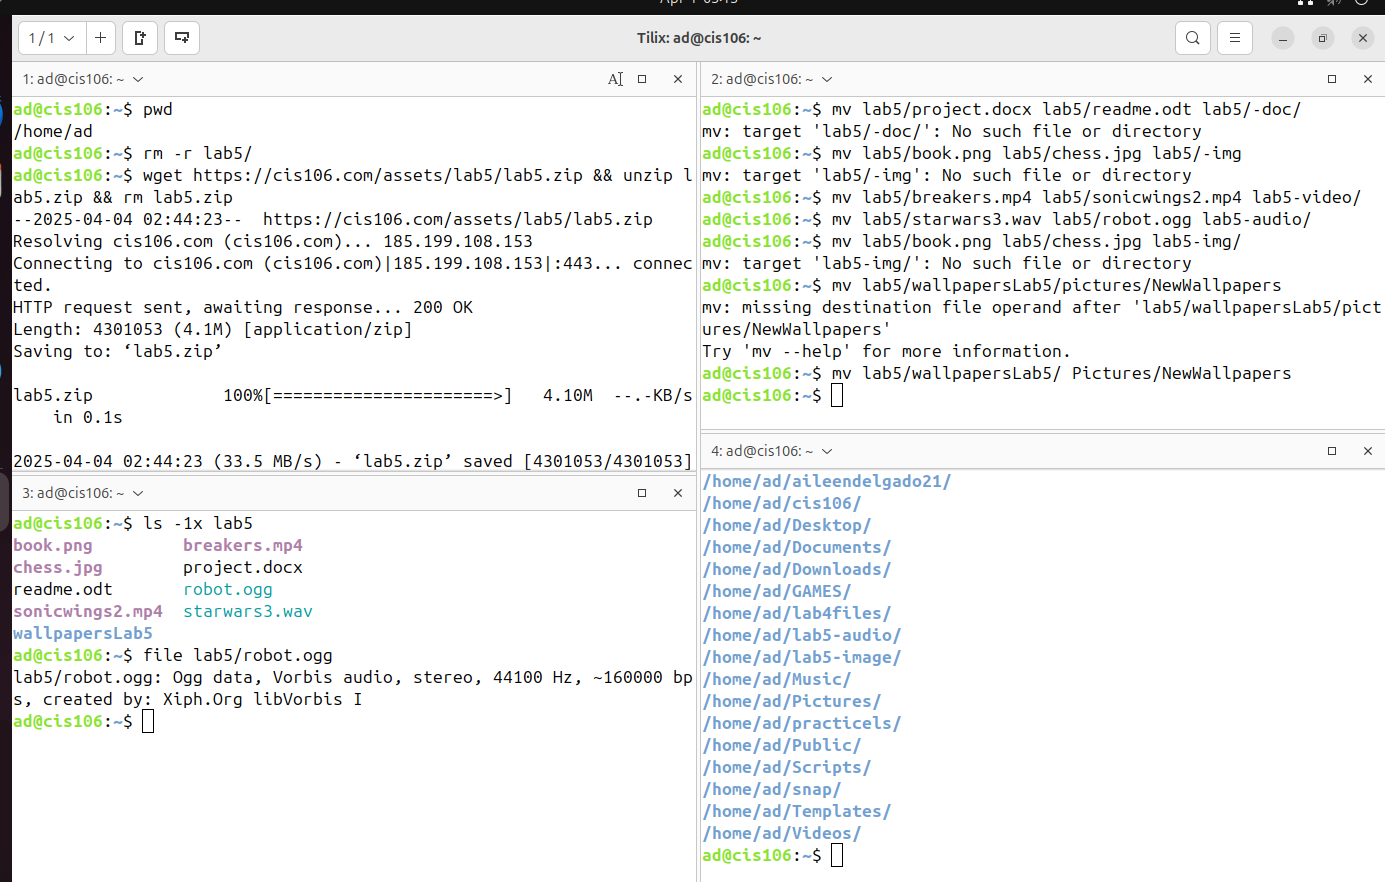 1 / 1
Tilix: ad@cis106: ~
1: ad@cis106: ~
ad@cis106:~$ pwd
/home/ad
ad@cis106:~$ rm -r lab5/
ad@cis106:~$ wget https://cis106.com/assets/lab5/lab5.zip && unzip l
ab5.zip && rm lab5.zip
--2025-04-04 02:44:23--  https://cis106.com/assets/lab5/lab5.zip
Resolving cis106.com (cis106.com)... 185.199.108.153
Connecting to cis106.com (cis106.com)|185.199.108.153|:443... connec
ted.
HTTP request sent, awaiting response... 200 OK
Length: 4301053 (4.1M) [application/zip]
Saving to: ‘lab5.zip’
lab5.zip             100%[======================>]   4.10M  --.-KB/s
    in 0.1s
2025-04-04 02:44:23 (33.5 MB/s) - ‘lab5.zip’ saved [4301053/4301053]
2: ad@cis106: ~
ad@cis106:~$ mv lab5/project.docx lab5/readme.odt lab5/-doc/
mv: target 'lab5/-doc/': No such file or directory
ad@cis106:~$ mv lab5/book.png lab5/chess.jpg lab5/-img
mv: target 'lab5/-img': No such file or directory
ad@cis106:~$ mv lab5/breakers.mp4 lab5/sonicwings2.mp4 lab5-video/
ad@cis106:~$ mv lab5/starwars3.wav lab5/robot.ogg lab5-audio/
ad@cis106:~$ mv lab5/book.png lab5/chess.jpg lab5-img/
mv: target 'lab5-img/': No such file or directory
ad@cis106:~$ mv lab5/wallpapersLab5/pictures/NewWallpapers
mv: missing destination file operand after 'lab5/wallpapersLab5/pict
ures/NewWallpapers'
Try 'mv --help' for more information.
ad@cis106:~$ mv lab5/wallpapersLab5/ Pictures/NewWallpapers
ad@cis106:~$
3: ad@cis106: ~
ad@cis106:~$ ls -1x lab5
book.png         breakers.mp4
chess.jpg        project.docx
readme.odt       robot.ogg
sonicwings2.mp4  starwars3.wav
wallpapersLab5
ad@cis106:~$ file lab5/robot.ogg
lab5/robot.ogg: Ogg data, Vorbis audio, stereo, 44100 Hz, ~160000 bp
s, created by: Xiph.Org libVorbis I
ad@cis106:~$
4: ad@cis106: ~
/home/ad/aileendelgado21/
/home/ad/cis106/
/home/ad/Desktop/
/home/ad/Documents/
/home/ad/Downloads/
/home/ad/GAMES/
/home/ad/lab4files/
/home/ad/lab5-audio/
/home/ad/lab5-image/
/home/ad/Music/
/home/ad/Pictures/
/home/ad/practicels/
/home/ad/Public/
/home/ad/Scripts/
/home/ad/snap/
/home/ad/Templates/
/home/ad/Videos/
ad@cis106:~$